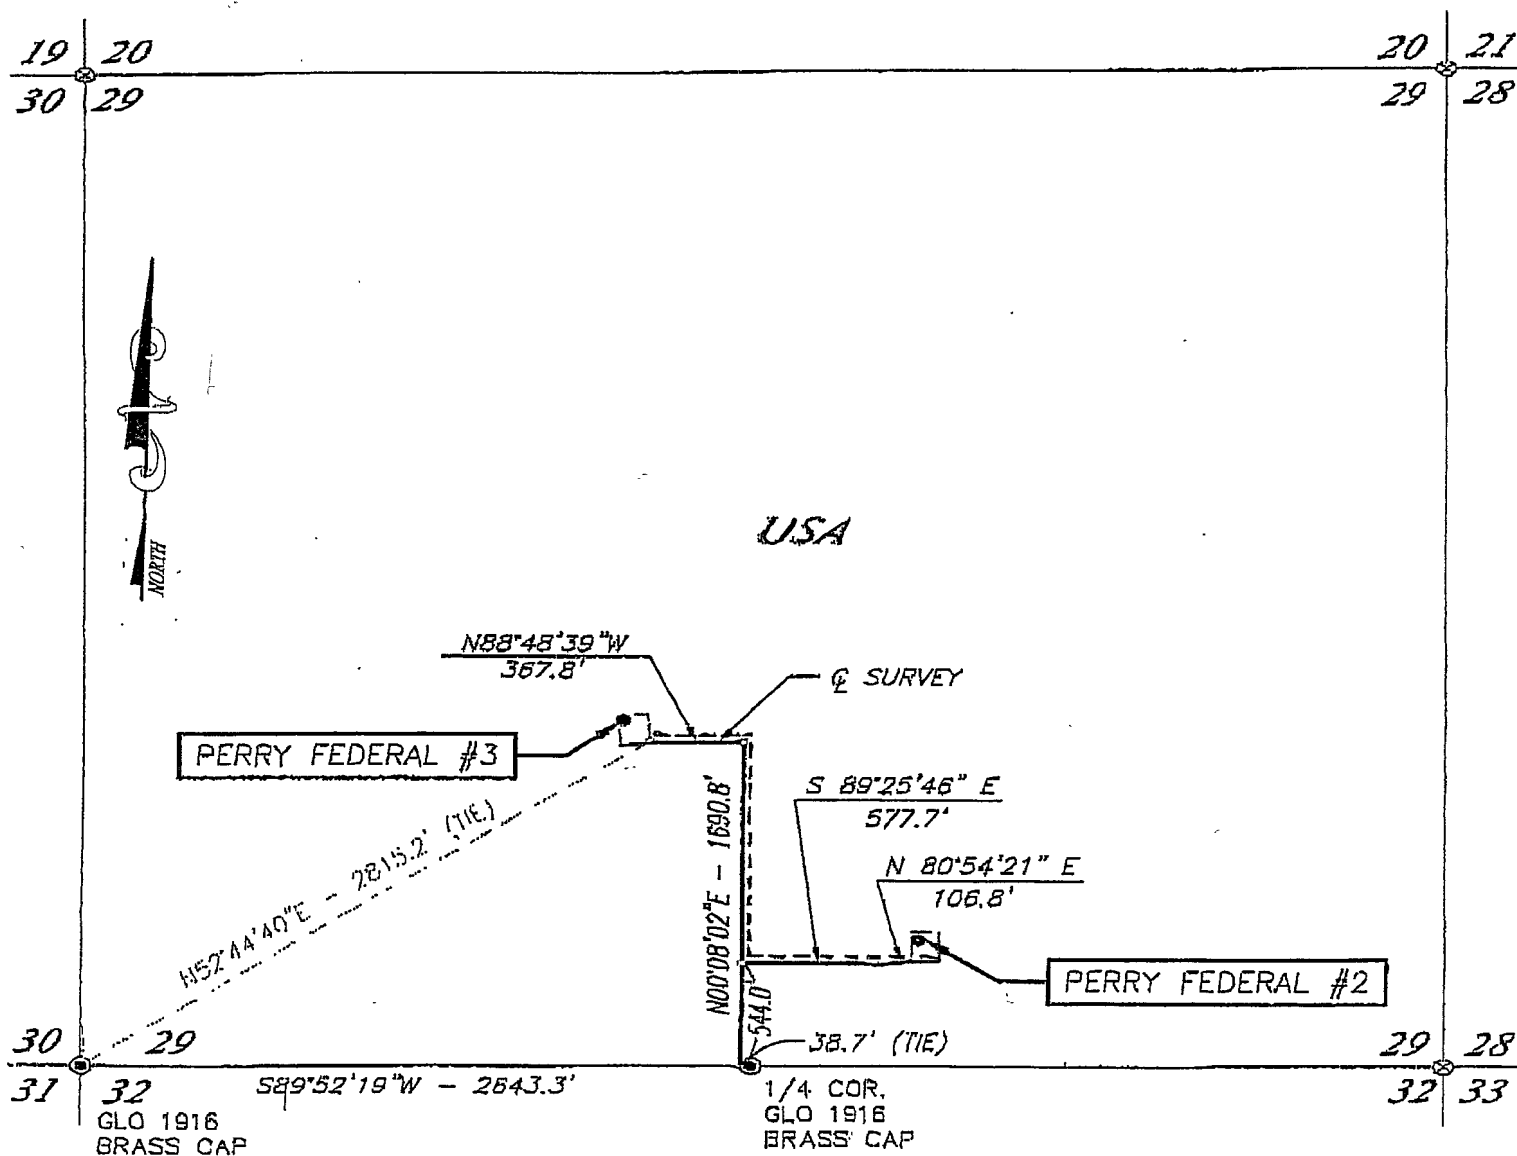 19 20
20 21
30 29
29 28
NORTH
USA
N88°48'39"W
367.8'
℄ SURVEY
PERRY FEDERAL #3
S 89°25'46" E
577.7'
N00°08'02"E - 1690.8'
N52°44'40"E - 2815.2' (TIE)
N 80°54'21" E
106.8'
PERRY FEDERAL #2
544.0'
38.7' (TIE)
30 29
29 28
31 32
S89°52'19"W - 2643.3'
32 33
GLO 1916
BRASS CAP
1/4 COR.
GLO 1916
BRASS CAP